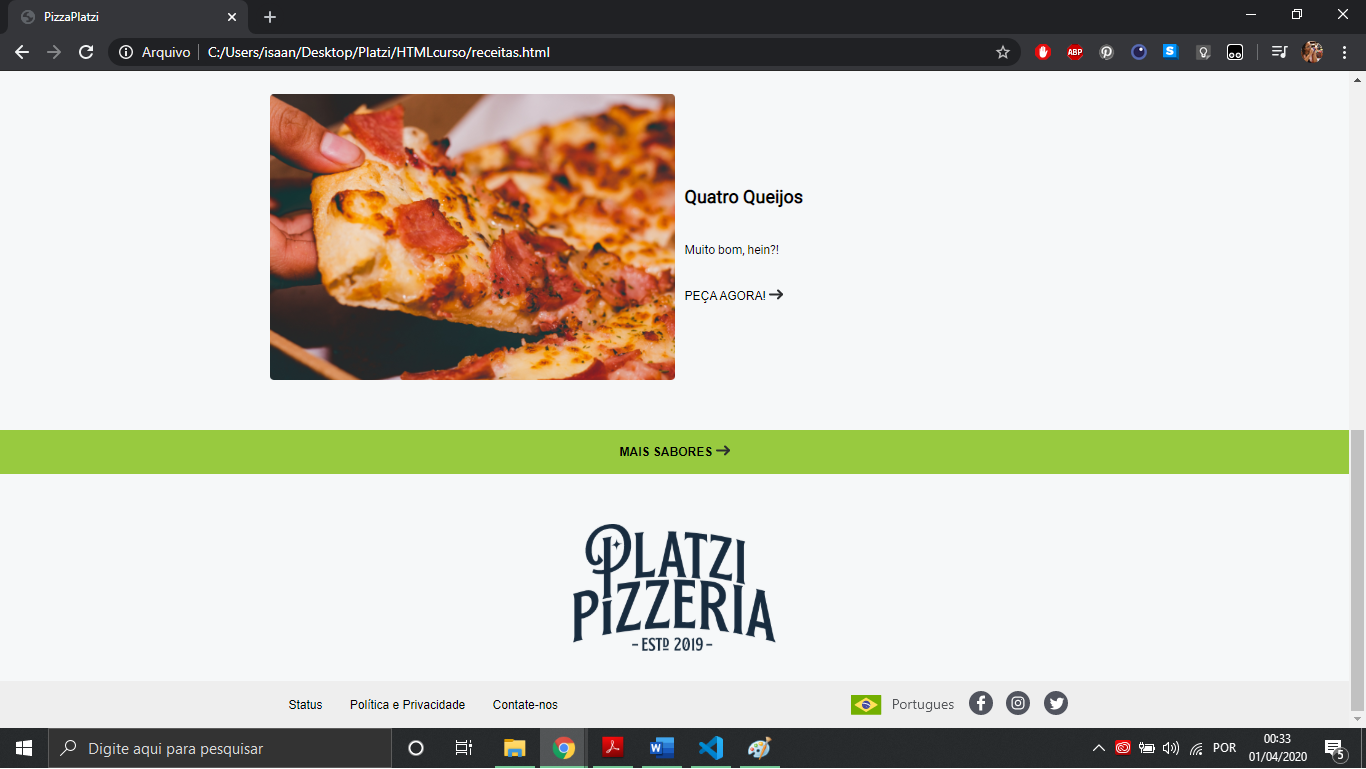 PizzaPlatzi
Arquivo
C:/Users/isaan/Desktop/Platzi/HTMLcurso/receitas.html
ABP
S
Quatro Queijos
Muito bom, hein?!
PEÇA AGORA!
MAIS SABORES
PLATZI
PIZZERIA
- ESTD 2019 -
Status
Política e Privacidade
Contate-nos
Portugues
Digite aqui para pesquisar
POR
00:33
01/04/2020
5